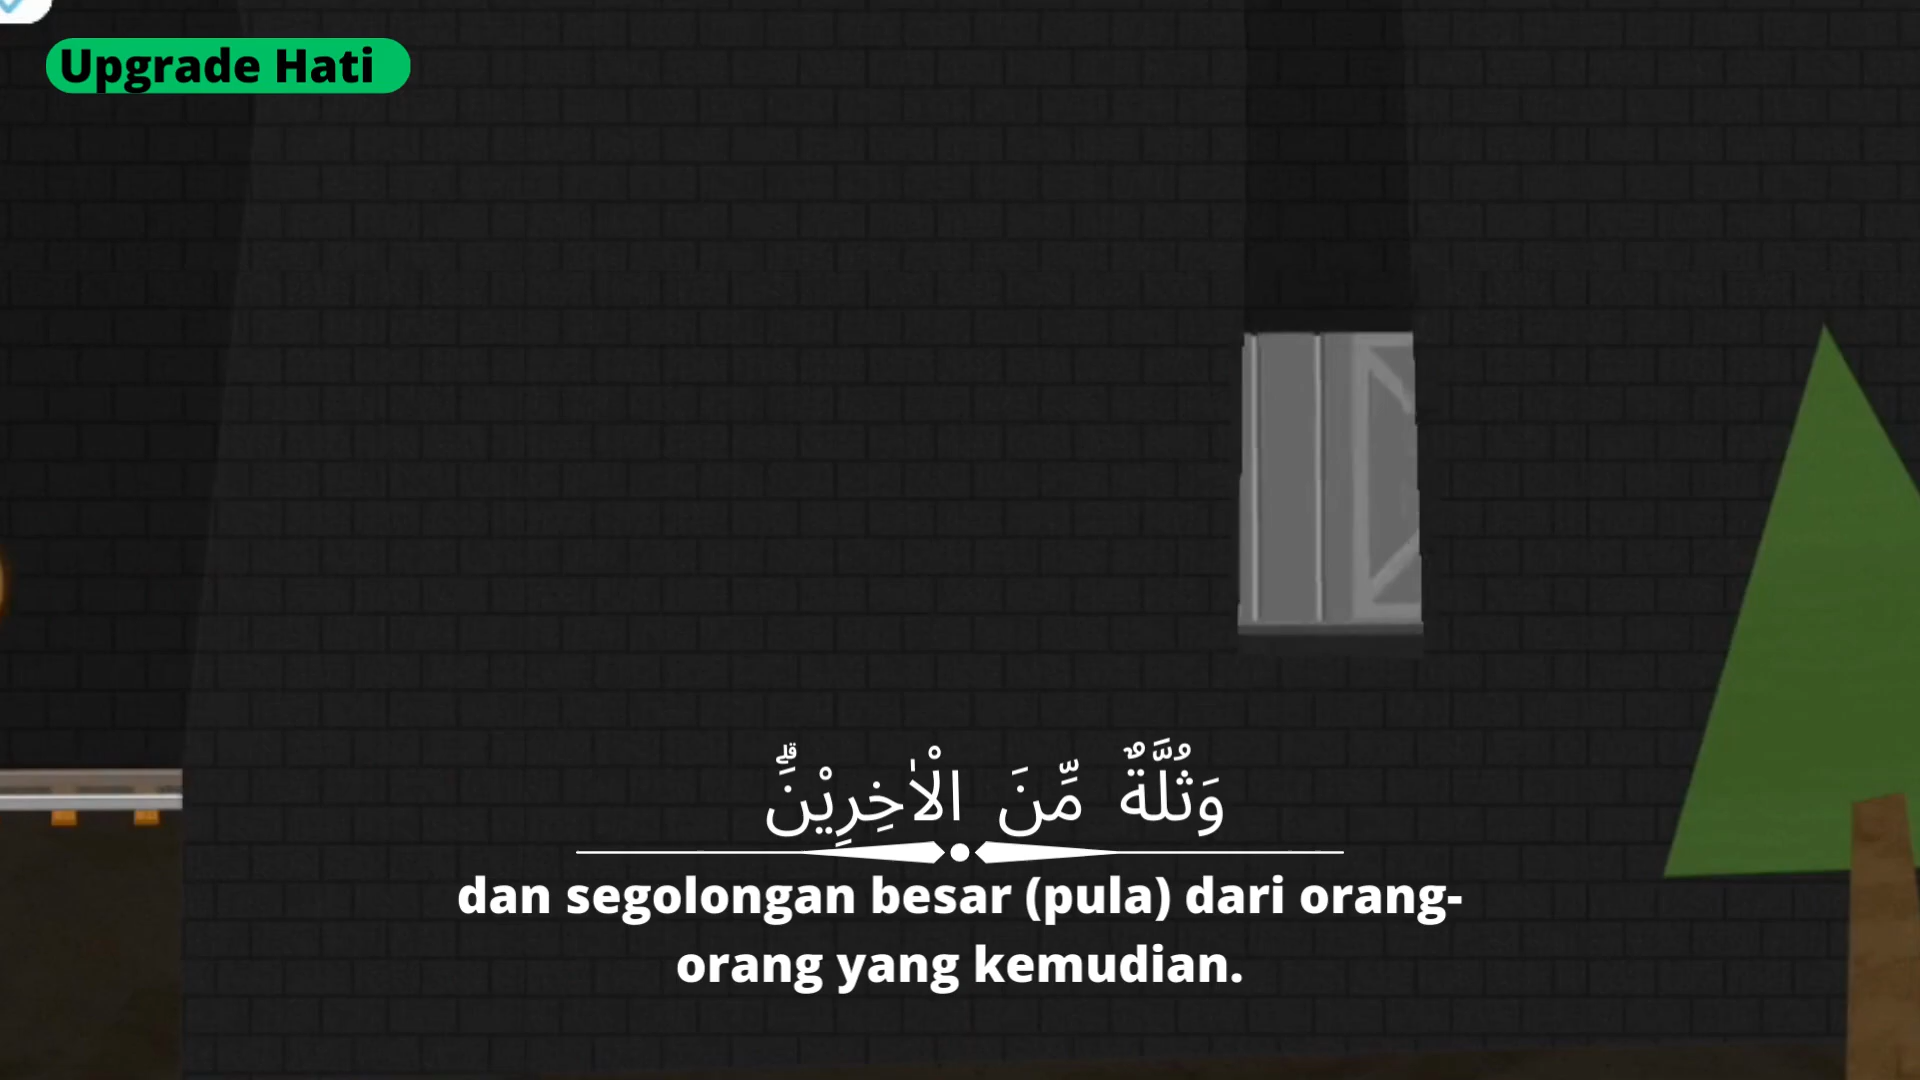 Upgrade Hati
وَثُلَّةٌ مِّنَ الْاٰخِرِيْنَۗ
dan segolongan besar (pula) dari orang-
orang yang kemudian.